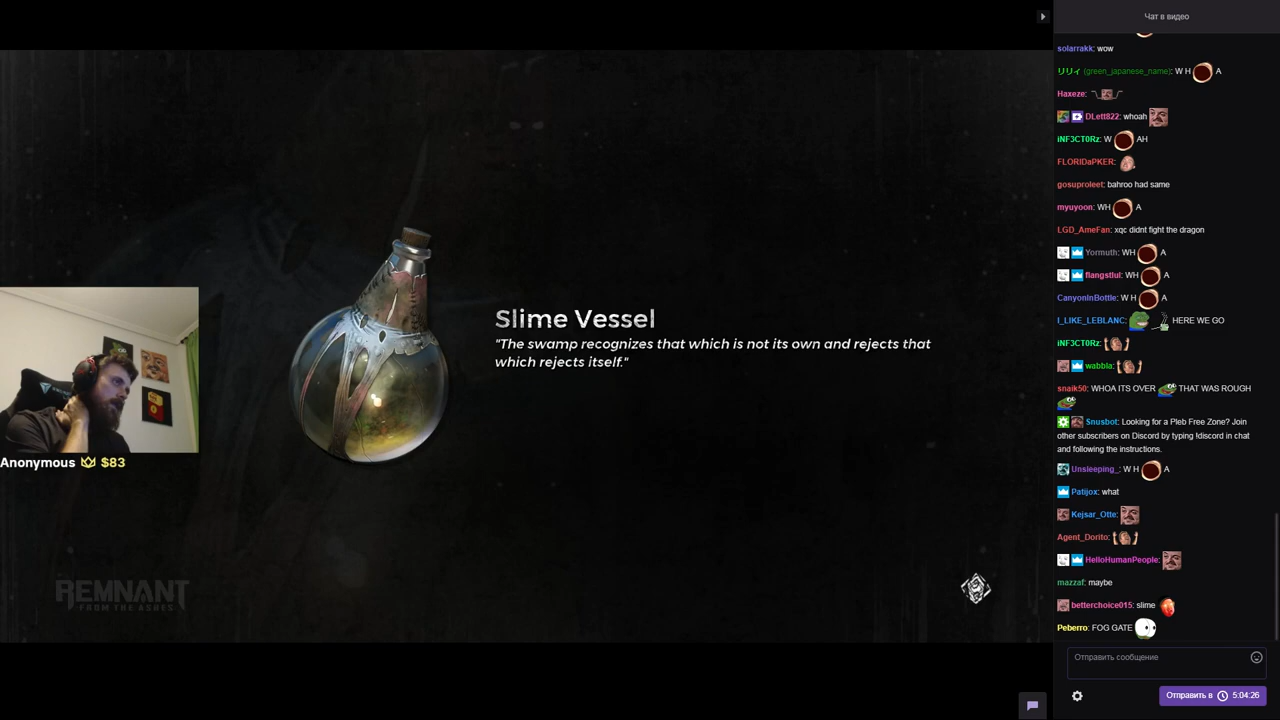 Slime Vessel
"The swamp recognizes that which is not its own and rejects that
which rejects itself."
Anonymous $83
REMNANT
FROM THE ASHES
Чат в видео
solarrakk: wow
リリィ (green_japanese_name): W H A
Haxeze:
DLett822: whoah
iNF3CT0Rz: W AH
FLORIDaPKER:
gosuproleet: bahroo had same
myuyoon: WH A
LGD_AmeFan: xqc didnt fight the dragon
Yormuth: WH A
flangstlul: WH A
CanyonInBottle: W H A
I_LIKE_LEBLANC: HERE WE GO
iNF3CT0Rz:
wabbla:
snaik50: WHOA ITS OVER THAT WAS ROUGH
Snusbot: Looking for a Pleb Free Zone? Join
other subscribers on Discord by typing !discord in chat
and following the instructions.
Unsleeping_: W H A
Patijox: what
Kejsar_Otte:
Agent_Dorito:
HelloHumanPeople:
mazzaf: maybe
betterchoice015: slime
Peberro: FOG GATE
Отправить сообщение
Отправить в 5:04:26